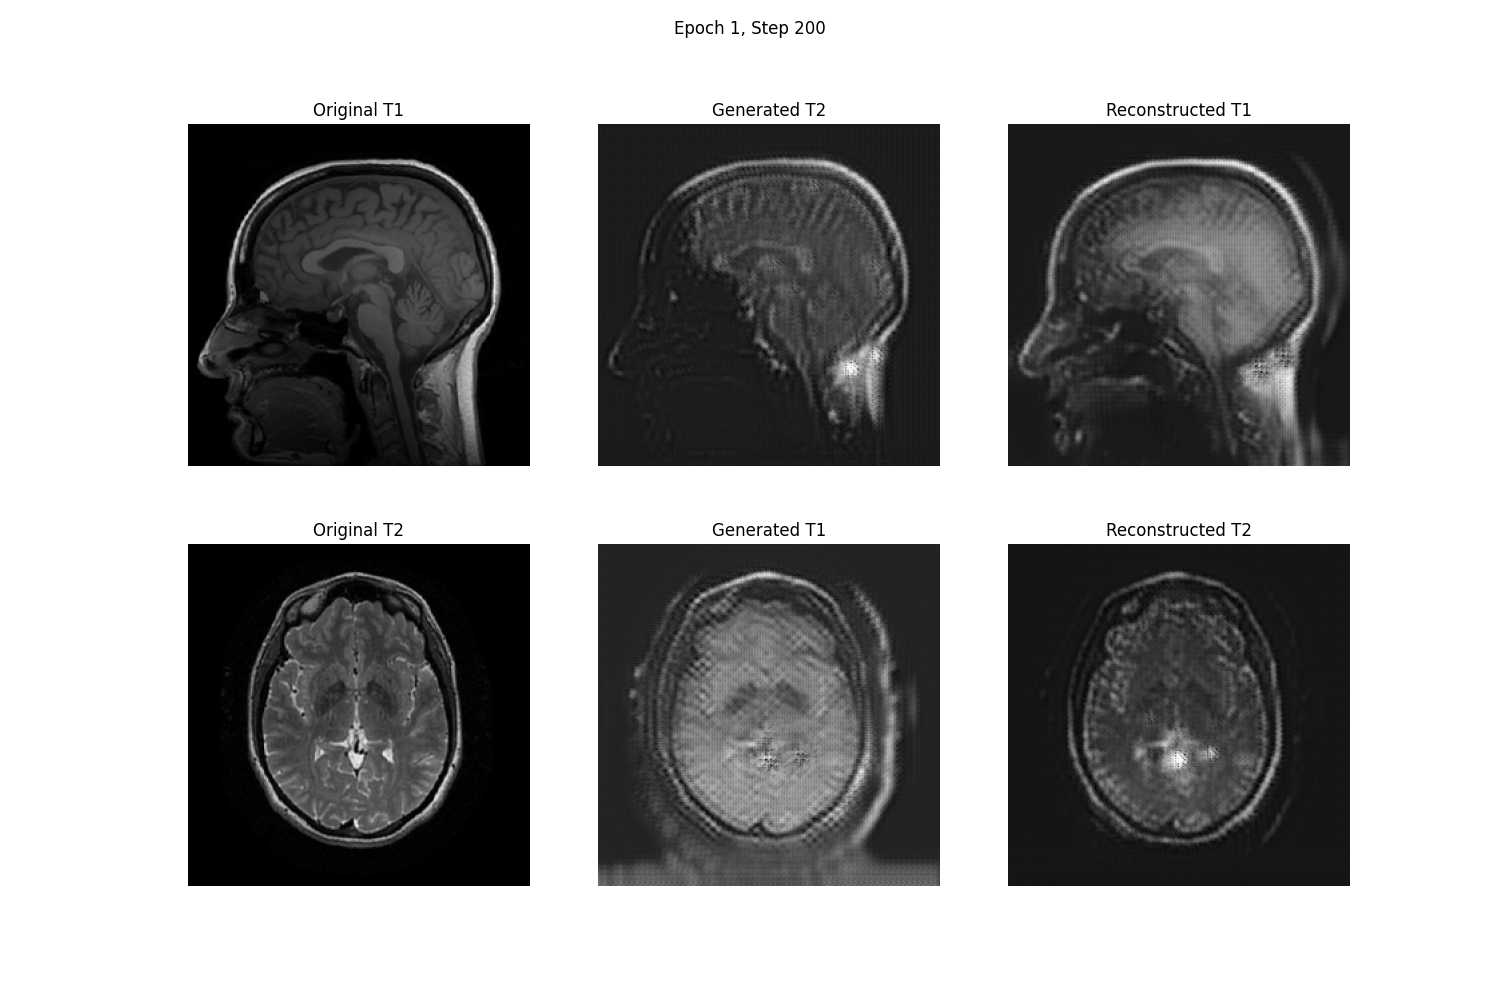 Epoch 1, Step 200
Original T1
Generated T2
Reconstructed T1
Original T2
Generated T1
Reconstructed T2